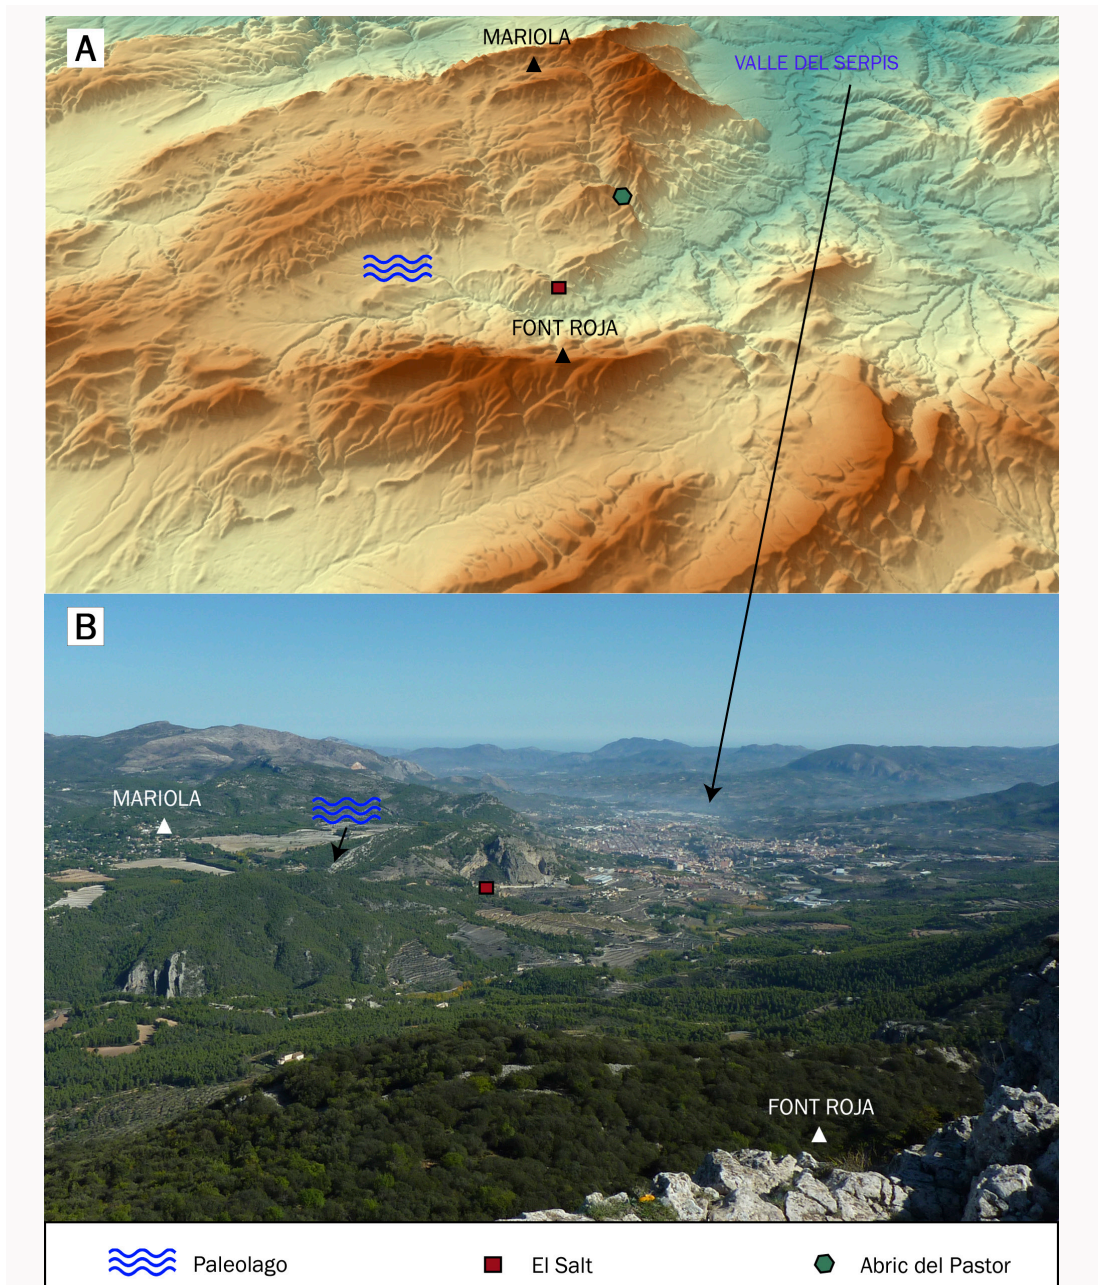 A
MARIOLA
VALLE DEL SERPIS
FONT ROJA
B
MARIOLA
FONT ROJA
Paleolago
El Salt
Abric del Pastor